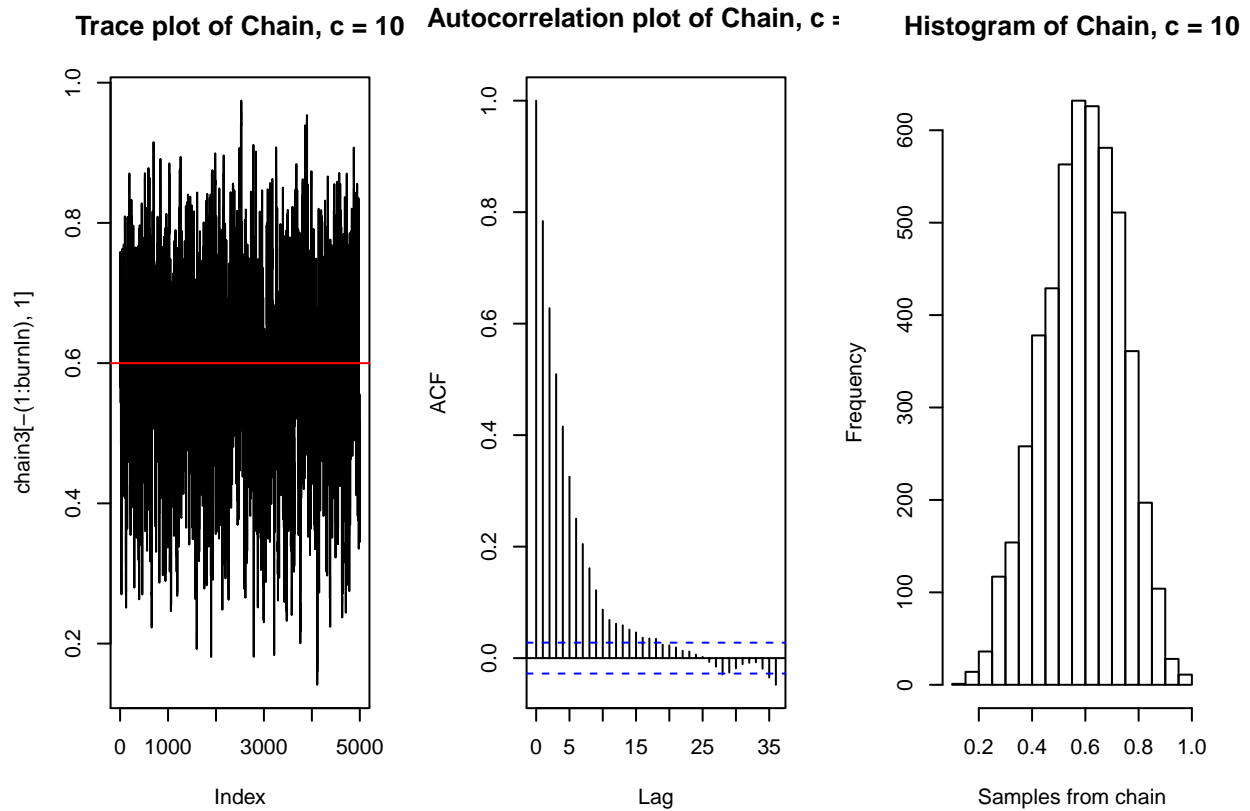 Trace plot of Chain, c = 10
chain3[−(1:burnIn), 1]
1.0
0.8
0.6
0.4
0.2
0 1000 3000 5000
Index
Autocorrelation plot of Chain, c =
ACF
1.0
0.8
0.6
0.4
0.2
0.0
0 5 15 25 35
Lag
Histogram of Chain, c = 10
Frequency
600
500
400
300
200
100
0
0.2 0.4 0.6 0.8 1.0
Samples from chain